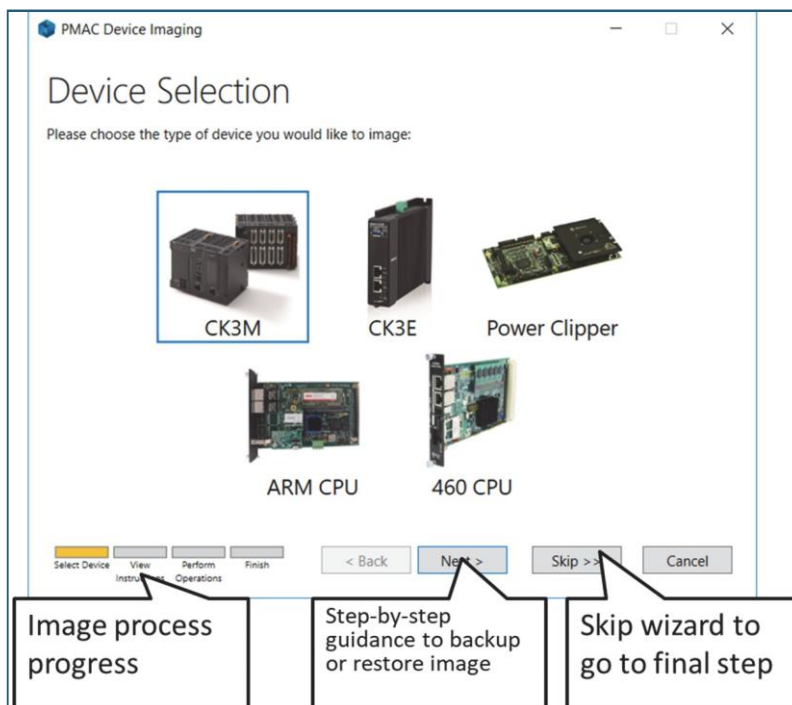 PMAC Device Imaging
Device Selection
Please choose the type of device you would like to image:
CK3M
CK3E
Power Clipper
ARM CPU
460 CPU
Select Device
View
Perform
Operations
Finish
< Back
Skip >>
Cancel
Image process
progress
Step-by-step
guidance to backup
or restore image
Skip wizard to
go to final step